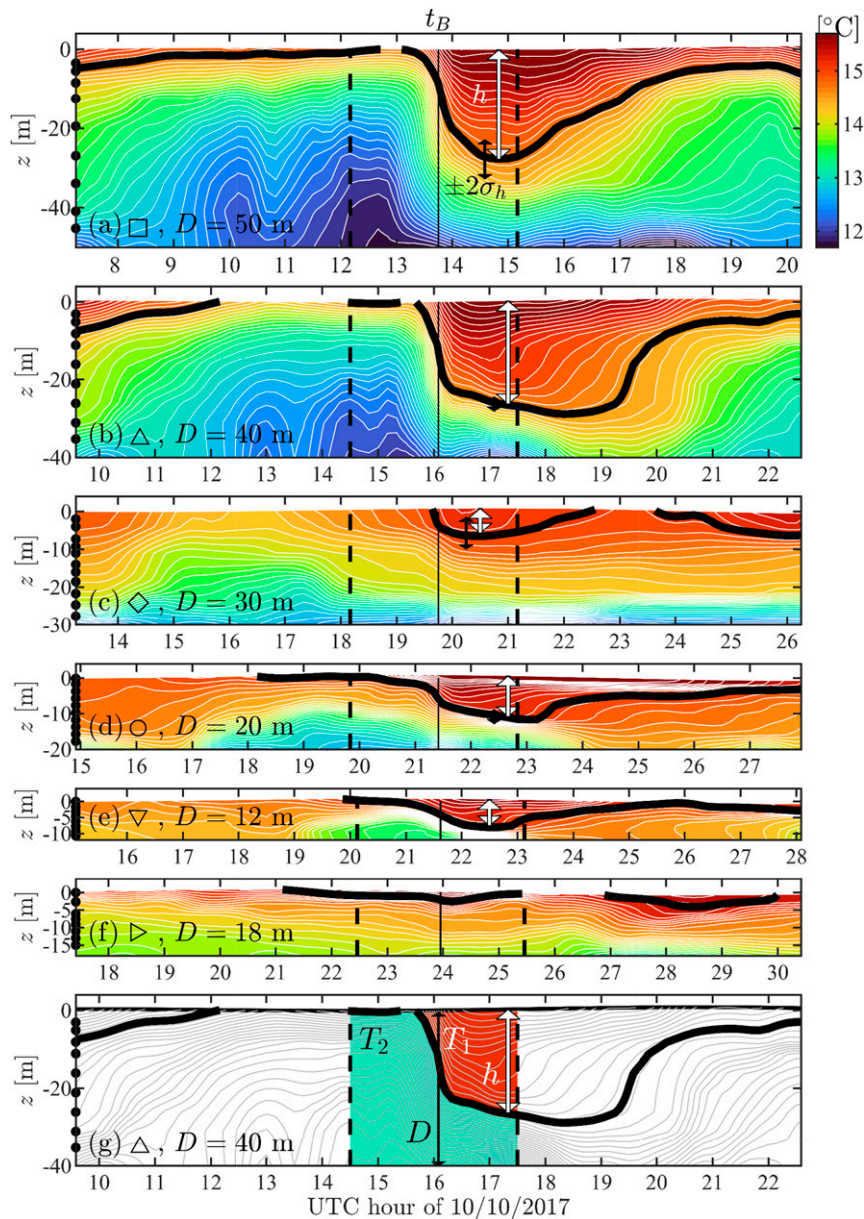 t_B
[°C]
0
-20
-40
z [m]
h
±2σ_h
(a) □ , D = 50 m
15
14
13
12
8 9 10 11 12 13 14 15 16 17 18 19 20
0
-20
-40
z [m]
(b) △ , D = 40 m
10 11 12 13 14 15 16 17 18 19 20 21 22
0
-10
-20
-30
z [m]
(c) ◇ , D = 30 m
14 15 16 17 18 19 20 21 22 23 24 25 26
0
-10
-20
z [m]
(d) ○ , D = 20 m
15 16 17 18 19 20 21 22 23 24 25 26 27
0
-5
-10
z [m]
(e) ▽ , D = 12 m
16 17 18 19 20 21 22 23 24 25 26 27 28
0
-5
-10
-15
z [m]
(f) ▷ , D = 18 m
18 19 20 21 22 23 24 25 26 27 28 29 30
0
-20
-40
z [m]
T_2
T_1
h
D
(g) △ , D = 40 m
10 11 12 13 14 15 16 17 18 19 20 21 22
UTC hour of 10/10/2017